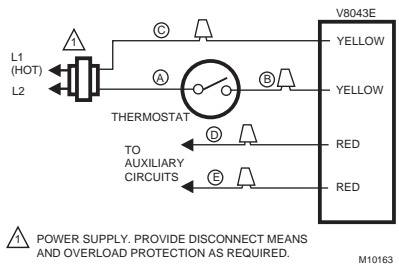 V8043E
1
C
L1
(HOT)
YELLOW
A
B
L2
YELLOW
THERMOSTAT
D
TO
AUXILIARY
CIRCUITS
RED
E
RED
1 POWER SUPPLY. PROVIDE DISCONNECT MEANS
AND OVERLOAD PROTECTION AS REQUIRED.
M10163